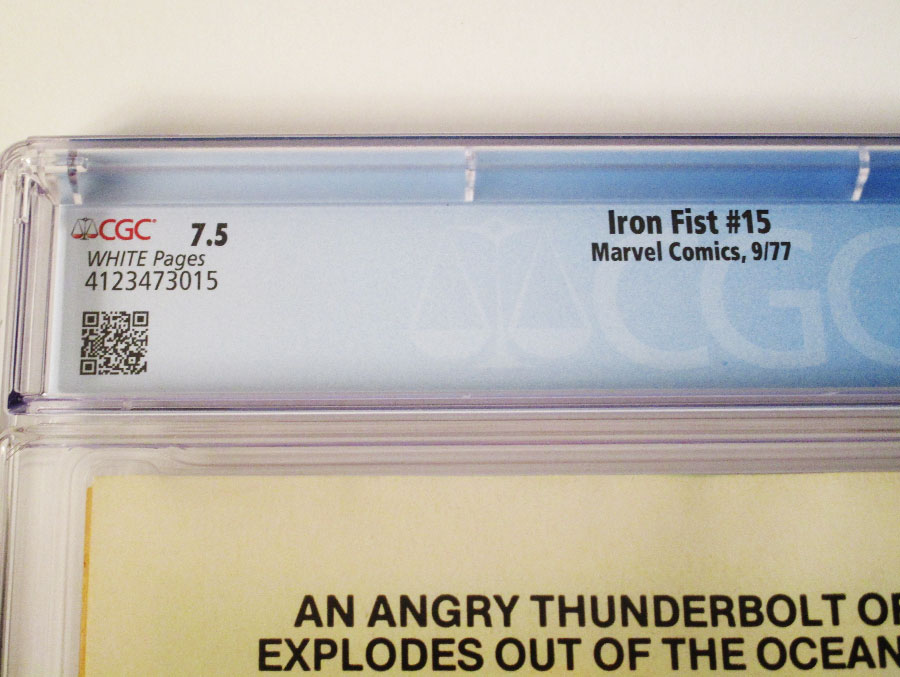 CGC 7.5
WHITE Pages
4123473015
Iron Fist #15
Marvel Comics, 9/77
CGC
AN ANGRY THUNDERBOLT
EXPLODES OUT OF THE OCEAN